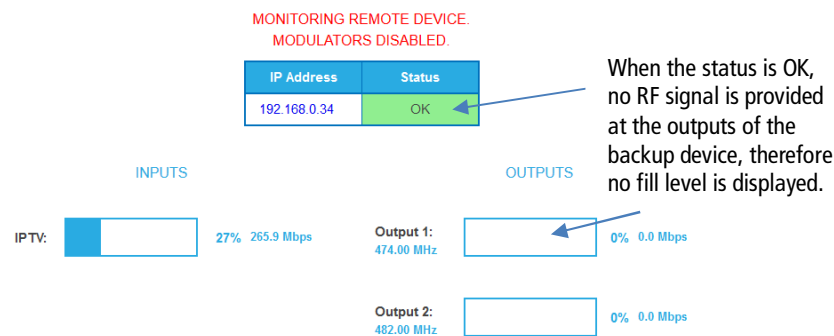 MONITORING REMOTE DEVICE.
MODULATORS DISABLED.
IP Address Status
192.168.0.34 OK
When the status is OK,
no RF signal is provided
at the outputs of the
backup device, therefore
no fill level is displayed.
INPUTS
OUTPUTS
IPTV: 27% 265.9 Mbps
Output 1:
474.00 MHz
0% 0.0 Mbps
Output 2:
482.00 MHz
0% 0.0 Mbps